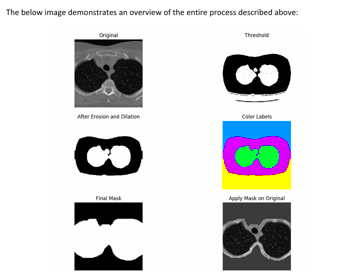 The below image demonstrates an overview of the entire process described above:
Original
Threshold
After Erosion and Dilation
Color Labels
Final Mask
Apply Mask on Original